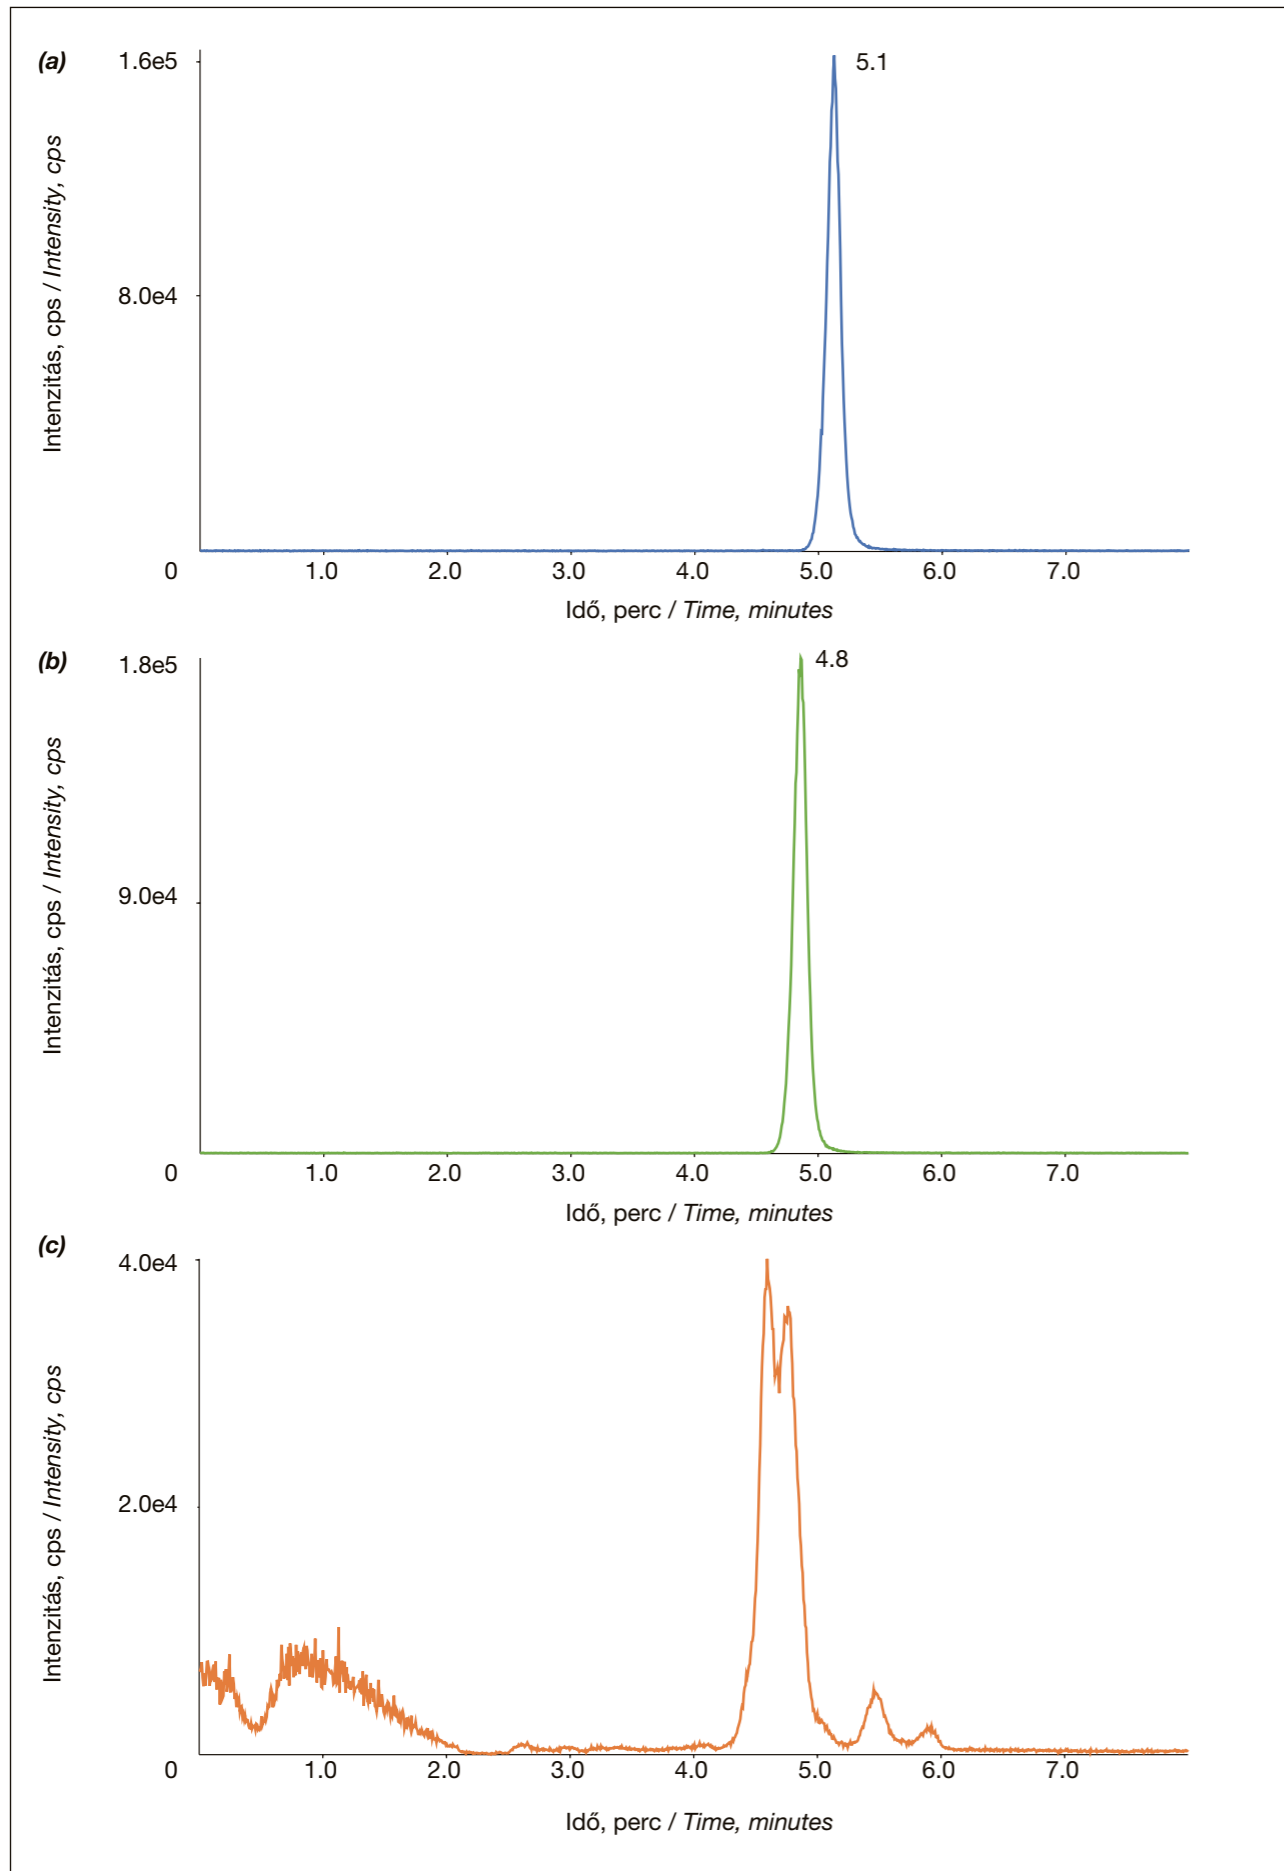 (a)
1.6e5
5.1
8.0e4
Intenzitás, cps / Intensity, cps
0 1.0 2.0 3.0 4.0 5.0 6.0 7.0
Idő, perc / Time, minutes
(b)
1.8e5
4.8
9.0e4
Intenzitás, cps / Intensity, cps
0 1.0 2.0 3.0 4.0 5.0 6.0 7.0
Idő, perc / Time, minutes
(c)
4.0e4
2.0e4
Intenzitás, cps / Intensity, cps
0 1.0 2.0 3.0 4.0 5.0 6.0 7.0
Idő, perc / Time, minutes